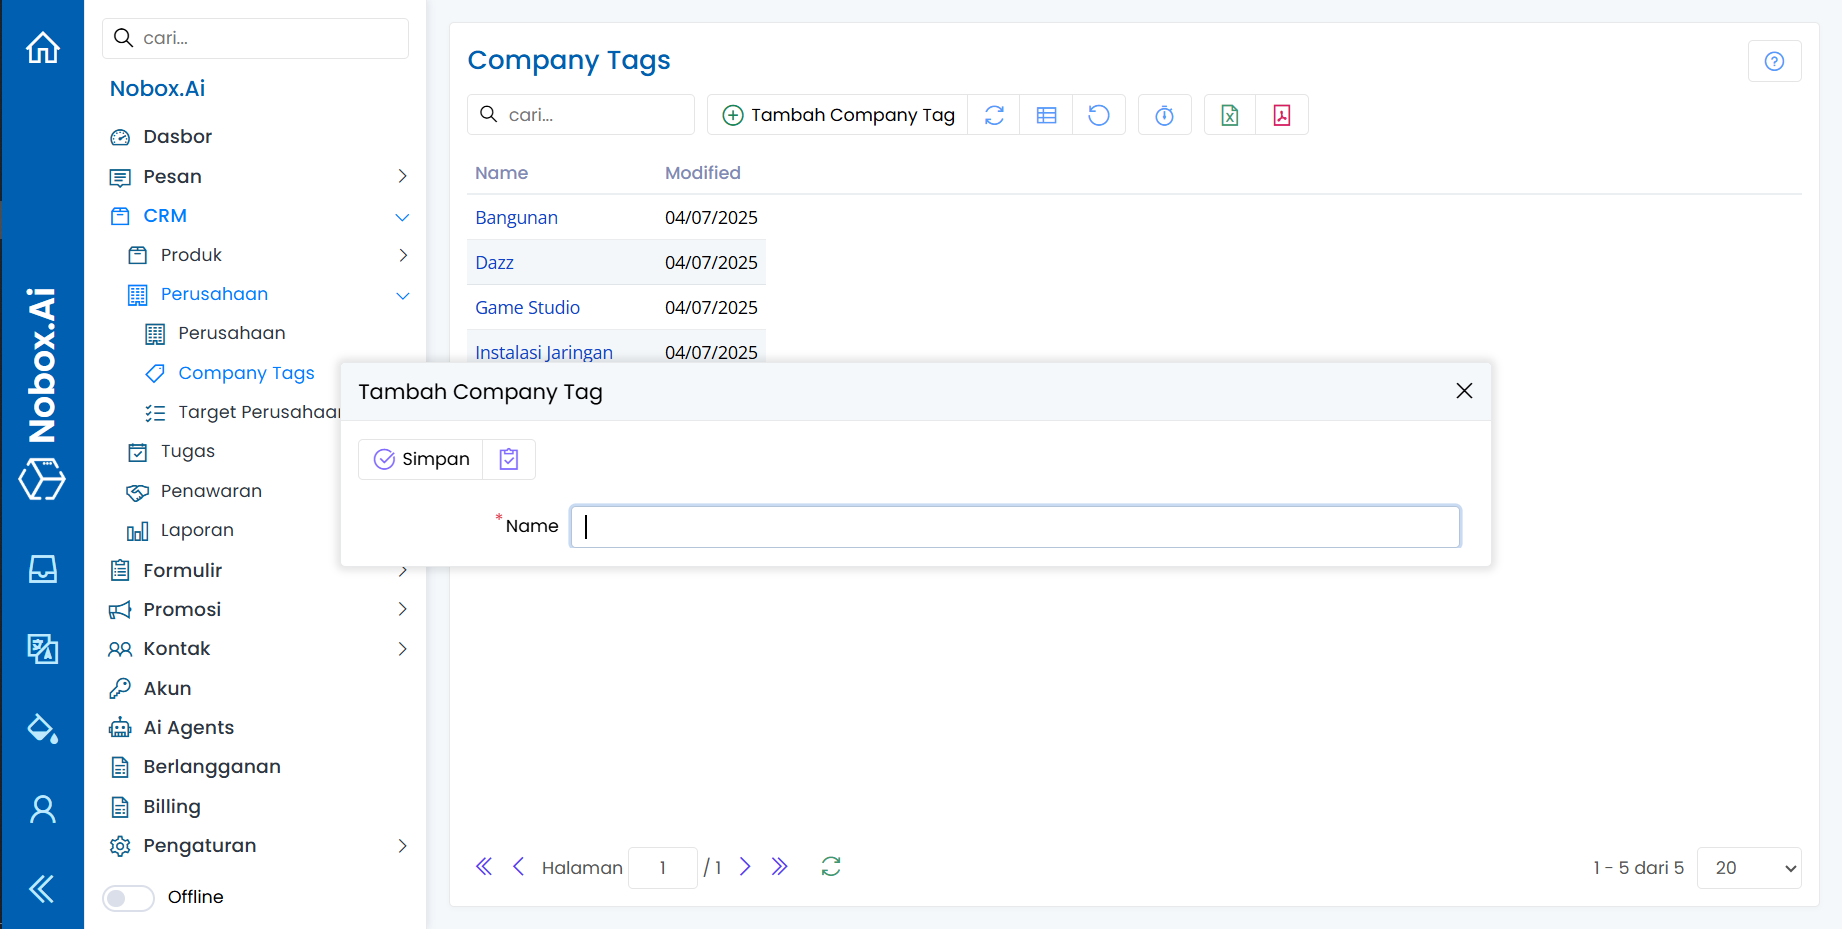 cari...
Nobox.Ai
Nobox.Ai
Dasbor
Pesan
CRM
Produk
Perusahaan
Perusahaan
Company Tags
Target Perusahaan
Tugas
Penawaran
Laporan
Formulir
Promosi
Kontak
Akun
Ai Agents
Berlangganan
Billing
Pengaturan
Offline
Company Tags
cari...
Tambah Company Tag
Name Modified
Bangunan 04/07/2025
Dazz 04/07/2025
Game Studio 04/07/2025
Instalasi Jaringan 04/07/2025
Tambah Company Tag
Simpan
* Name
Halaman 1 / 1
1 - 5 dari 5 20